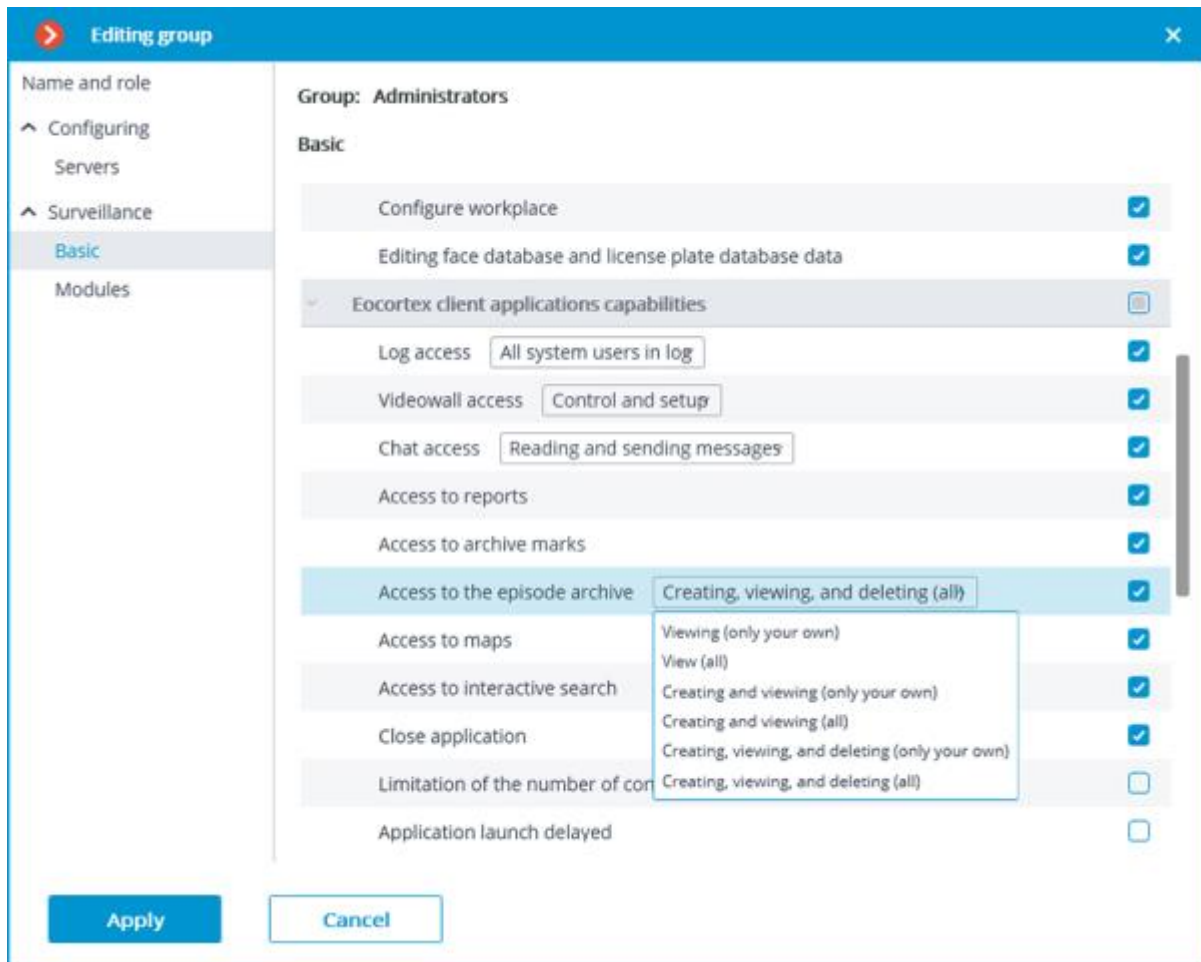 Editing group
Name and role
Configuring
Servers
Surveillance
Basic
Modules
Group: Administrators
Basic
Configure workplace
Editing face database and license plate database data
Eocortex client applications capabilities
Log access All system users in log
Videowall access Control and setup
Chat access Reading and sending messages
Access to reports
Access to archive marks
Access to the episode archive Creating, viewing, and deleting (all)
Access to maps
Access to interactive search
Close application
Limitation of the number of
Application launch delayed
Viewing (only your own)
View (all)
Creating and viewing (only your own)
Creating and viewing (all)
Creating, viewing, and deleting (only your own)
Creating, viewing, and deleting (all)
Apply
Cancel